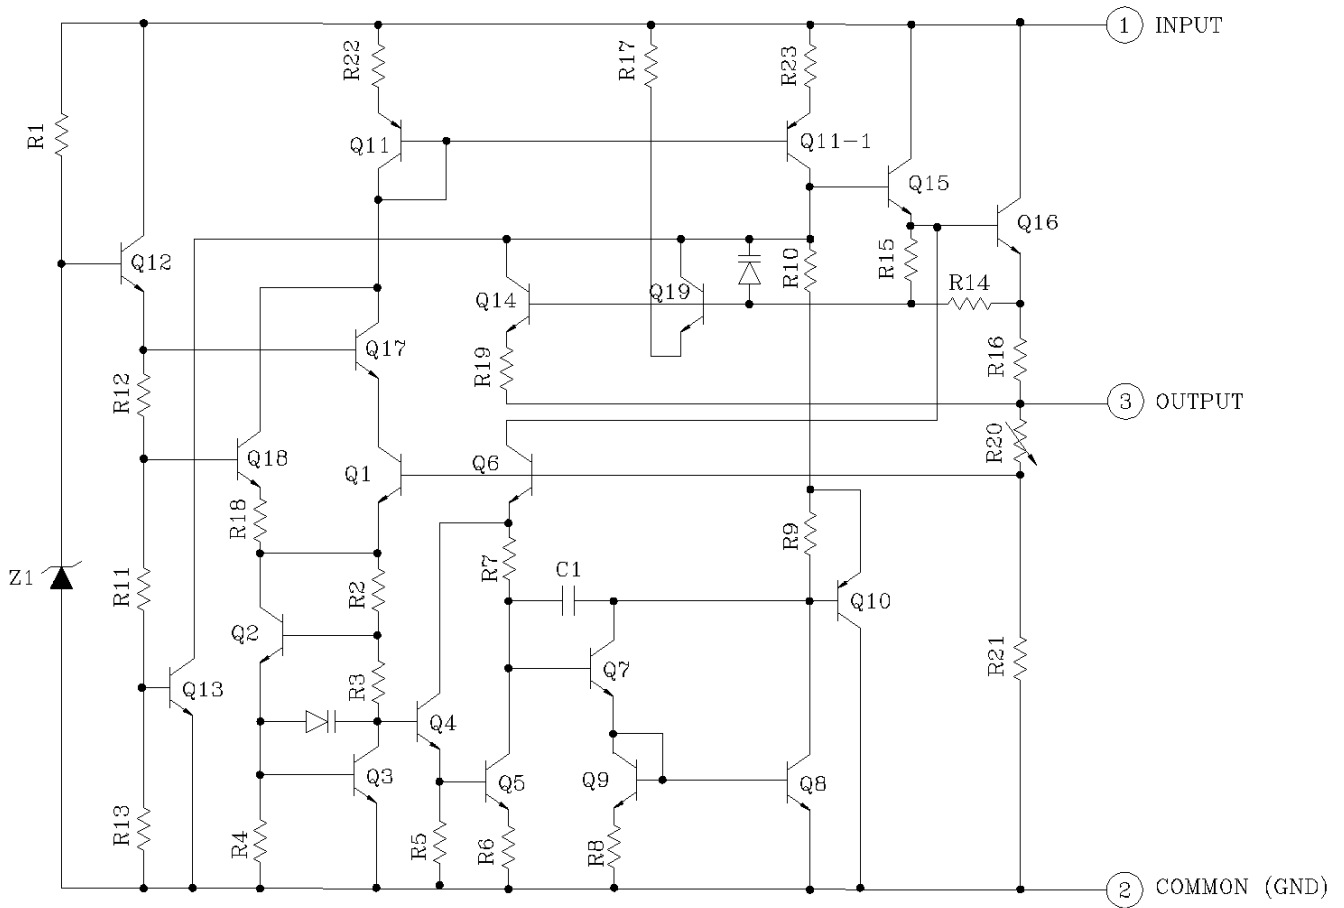 1 INPUT
R22
R17
R23
R1
Q11
Q11-1
Q15
Q16
Q12
R15
R10
R14
Q14
Q19
Q17
R16
R19
R12
3 OUTPUT
R20
Q18
Q1
Q6
R18
R9
R7
C1
Z1
R11
R2
Q10
Q2
R21
Q7
R3
Q13
Q4
Q3
Q5
Q9
Q8
R13
R4
R5
R6
R8
2 COMMON (GND)